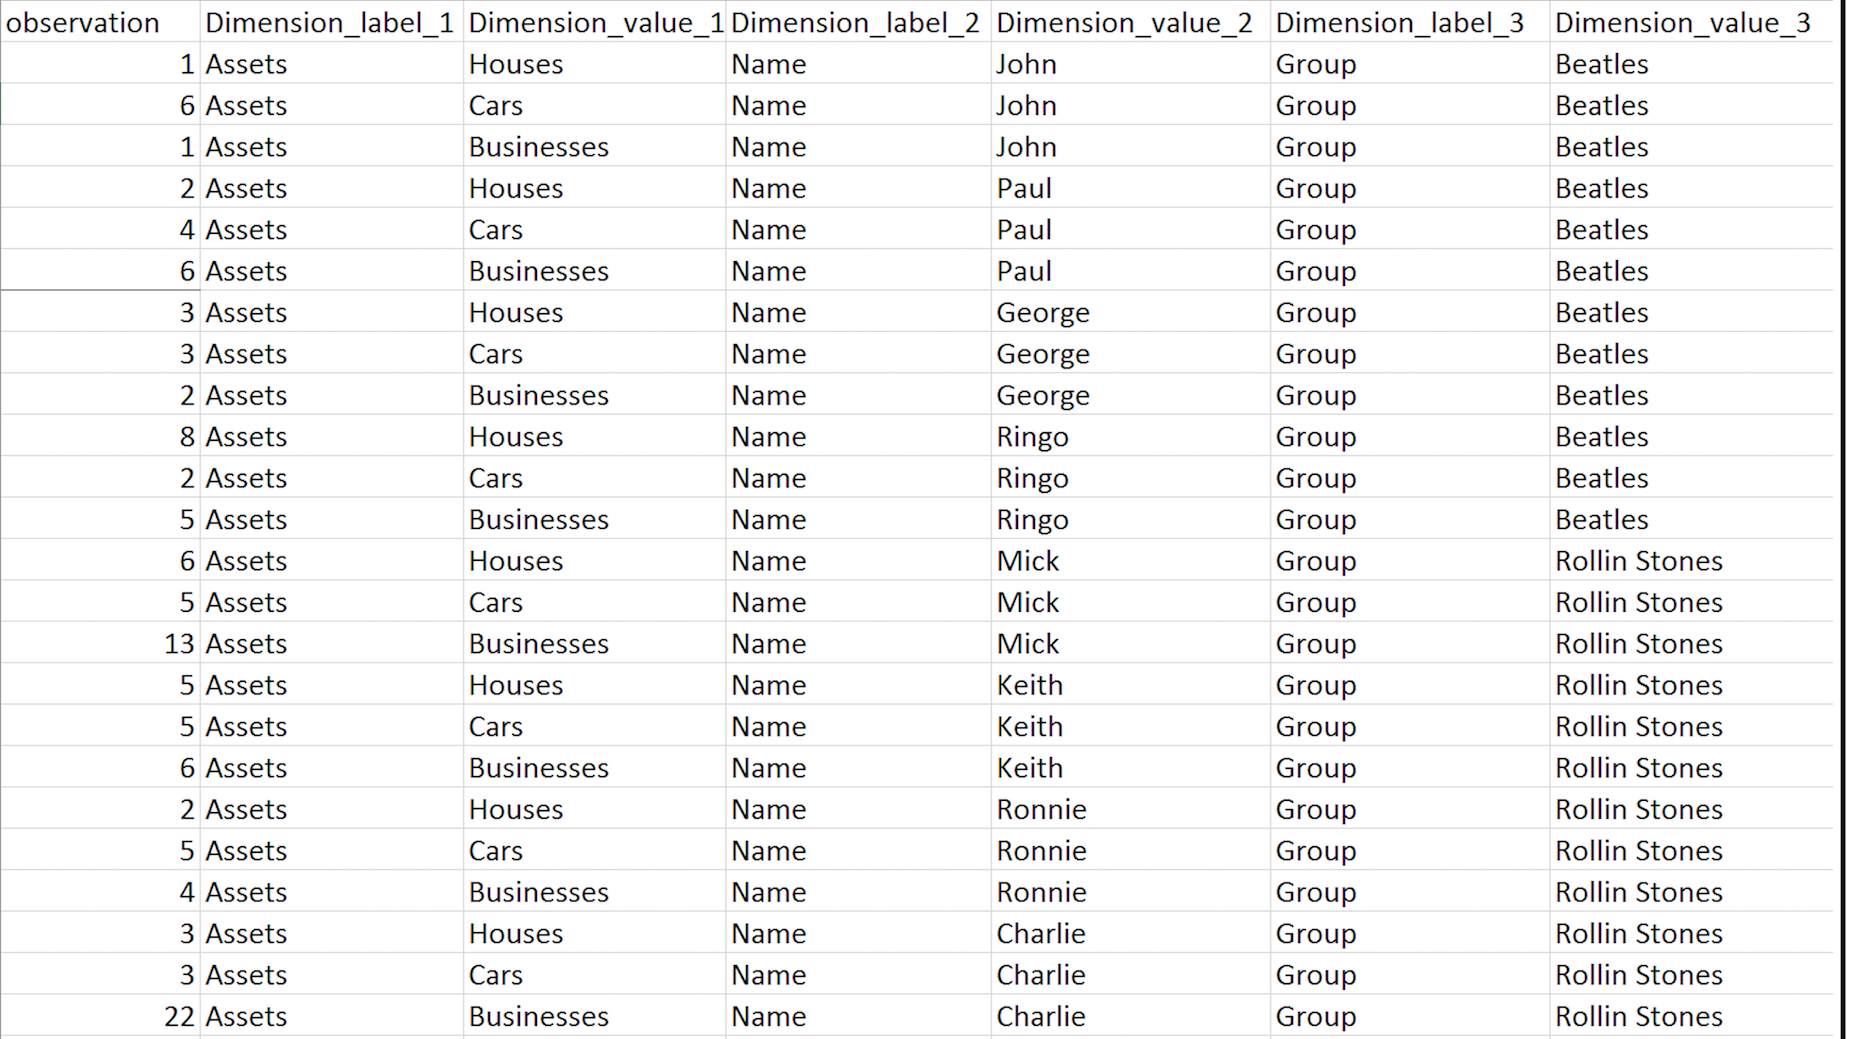 observation Dimension_label_1 Dimension_value_1 Dimension_label_2 Dimension_value_2 Dimension_label_3 Dimension_value_3
1 Assets Houses Name John Group Beatles
6 Assets Cars Name John Group Beatles
1 Assets Businesses Name John Group Beatles
2 Assets Houses Name Paul Group Beatles
4 Assets Cars Name Paul Group Beatles
6 Assets Businesses Name Paul Group Beatles
3 Assets Houses Name George Group Beatles
3 Assets Cars Name George Group Beatles
2 Assets Businesses Name George Group Beatles
8 Assets Houses Name Ringo Group Beatles
2 Assets Cars Name Ringo Group Beatles
5 Assets Businesses Name Ringo Group Beatles
6 Assets Houses Name Mick Group Rollin Stones
5 Assets Cars Name Mick Group Rollin Stones
13 Assets Businesses Name Mick Group Rollin Stones
5 Assets Houses Name Keith Group Rollin Stones
5 Assets Cars Name Keith Group Rollin Stones
6 Assets Businesses Name Keith Group Rollin Stones
2 Assets Houses Name Ronnie Group Rollin Stones
5 Assets Cars Name Ronnie Group Rollin Stones
4 Assets Businesses Name Ronnie Group Rollin Stones
3 Assets Houses Name Charlie Group Rollin Stones
3 Assets Cars Name Charlie Group Rollin Stones
22 Assets Businesses Name Charlie Group Rollin Stones